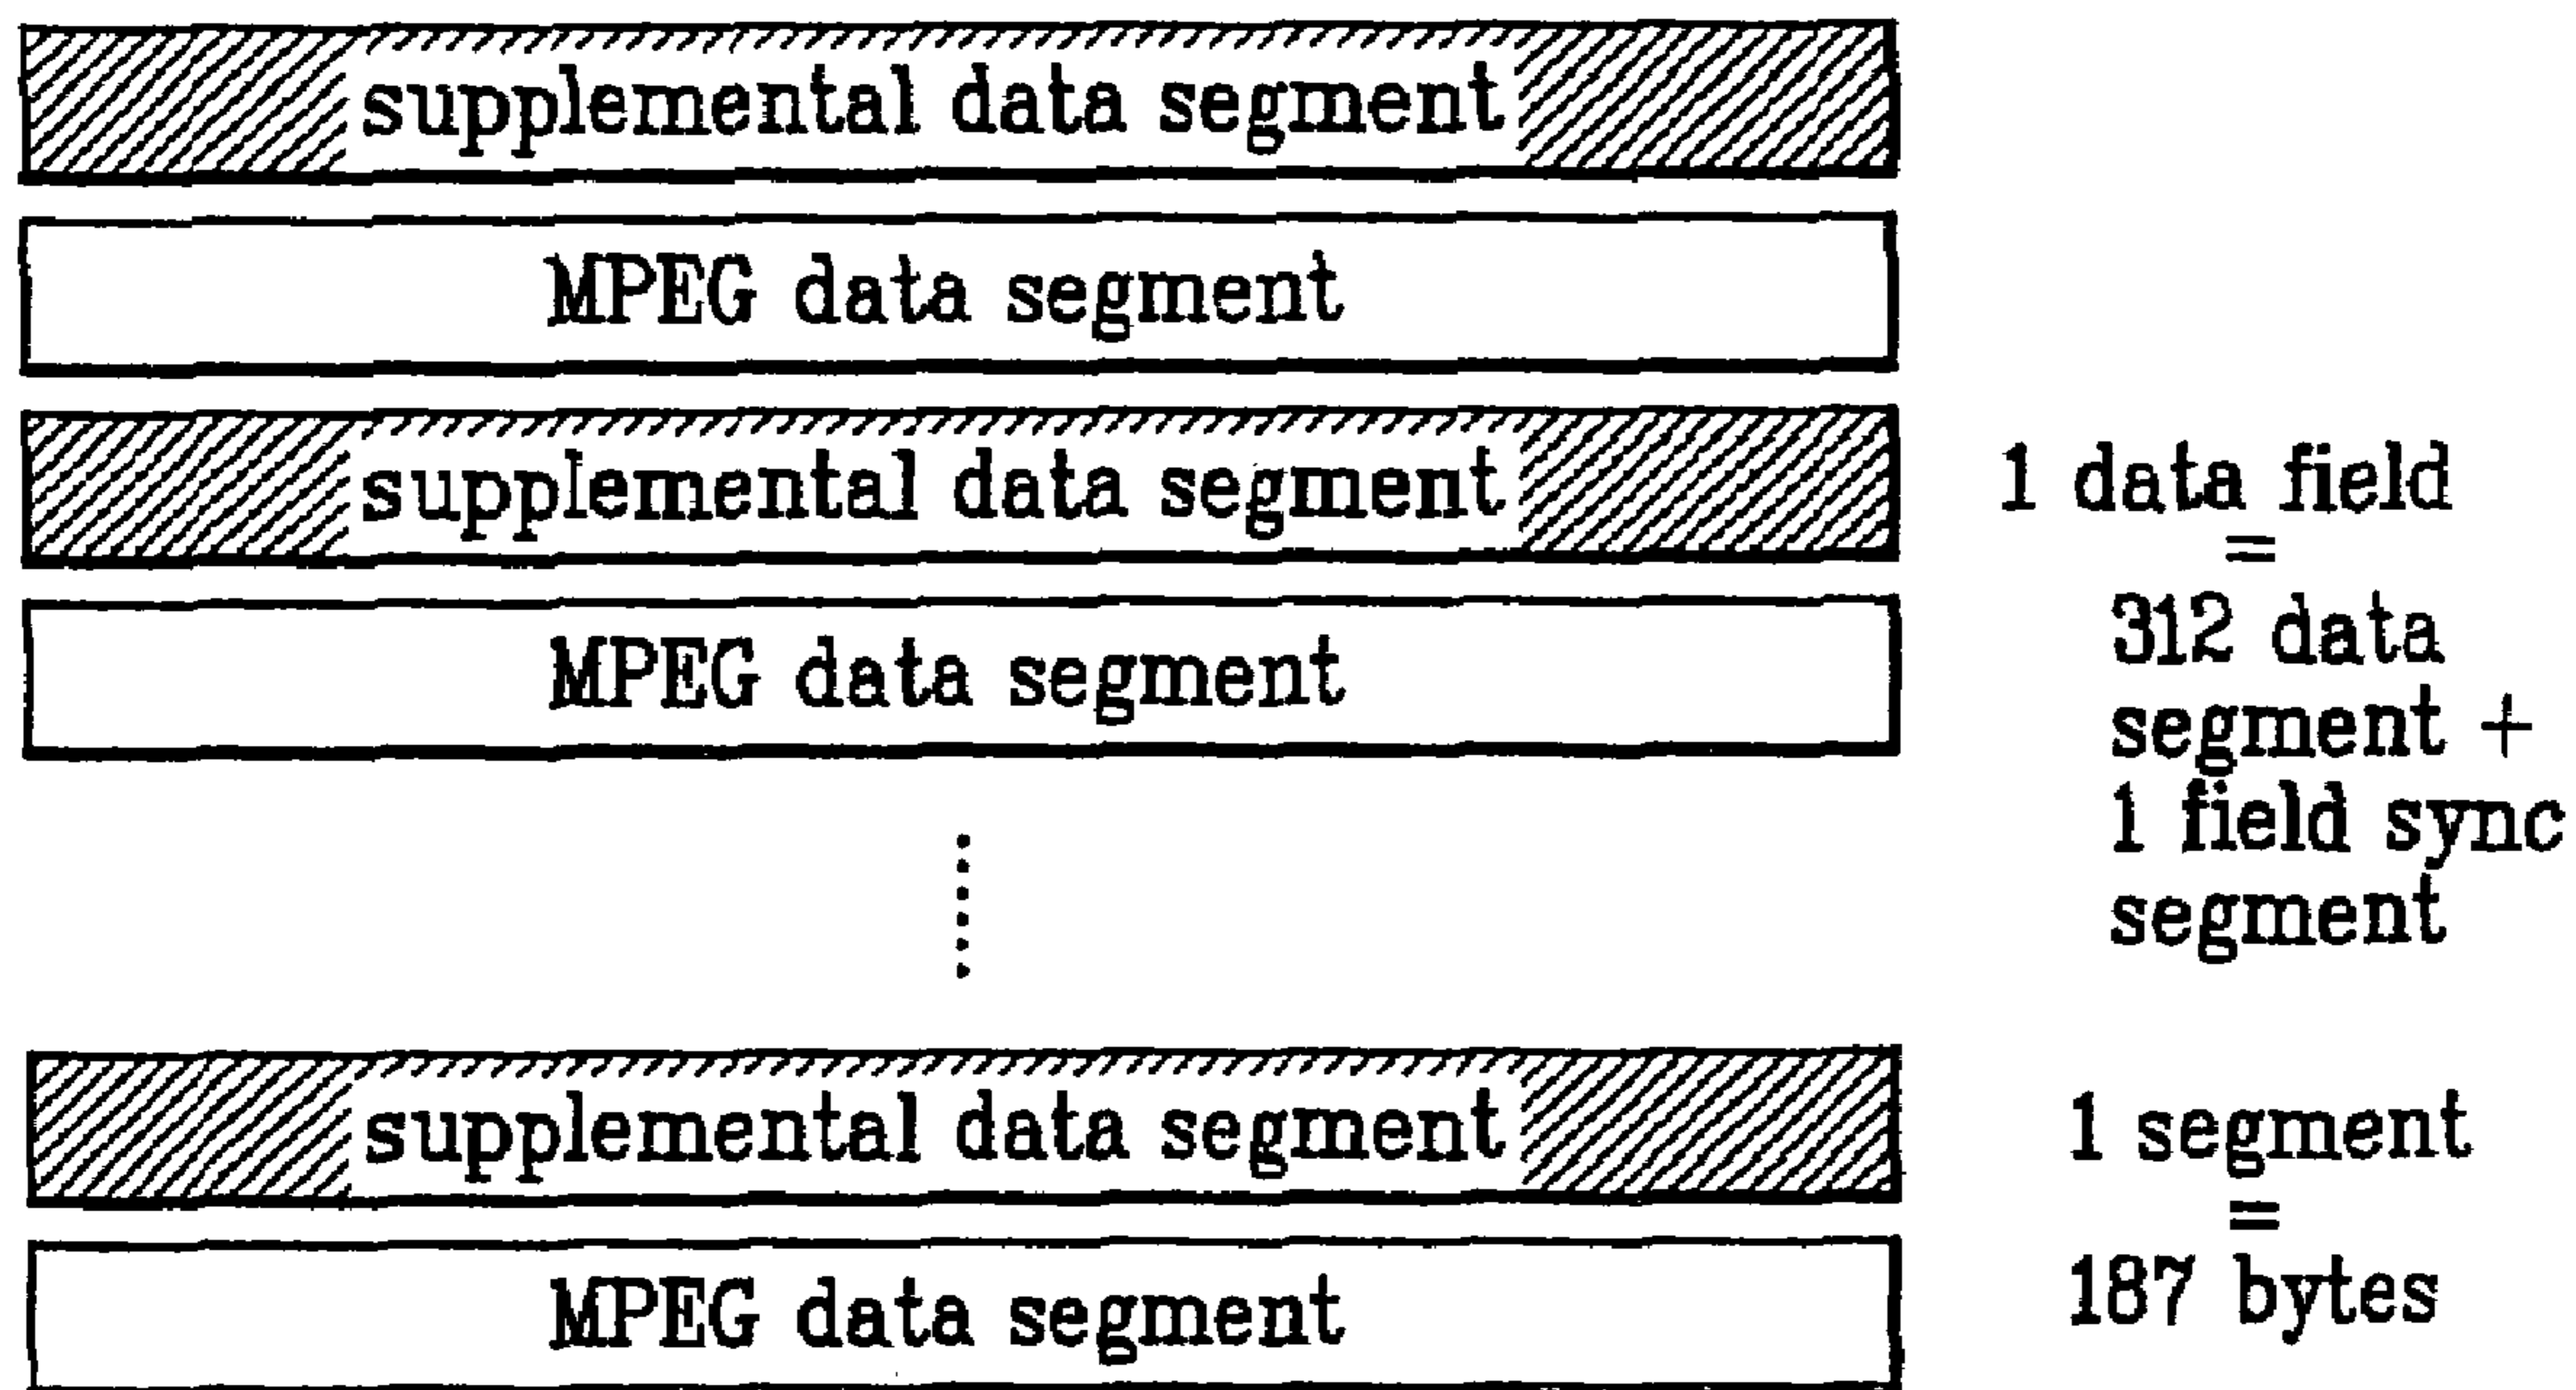 supplemental data segment
MPEG data segment
supplemental data segment
MPEG data segment
1 data field
=
312 data
segment +
1 field sync
segment
supplemental data segment
MPEG data segment
1 segment
=
187 bytes